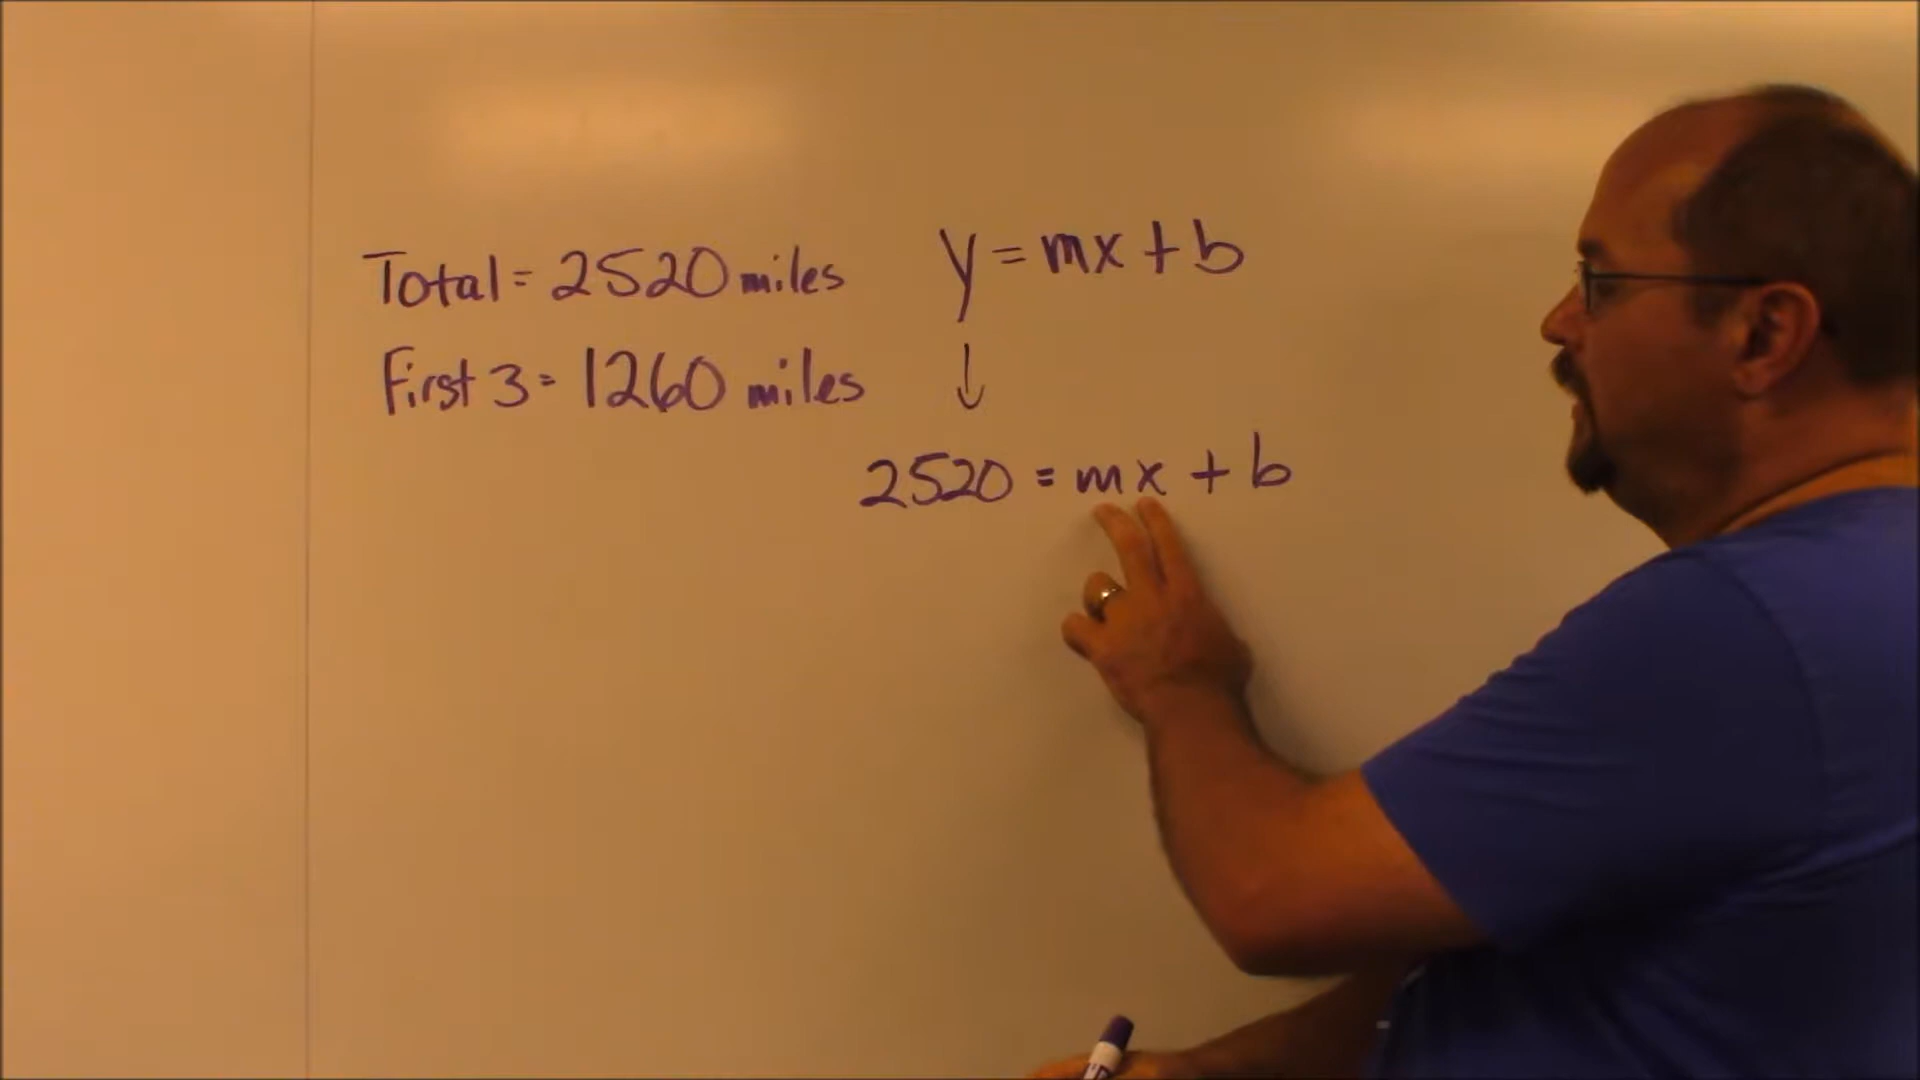 Total = 2520 miles
First 3 = 1260 miles
y = mx + b
↓
2520 = mx + b